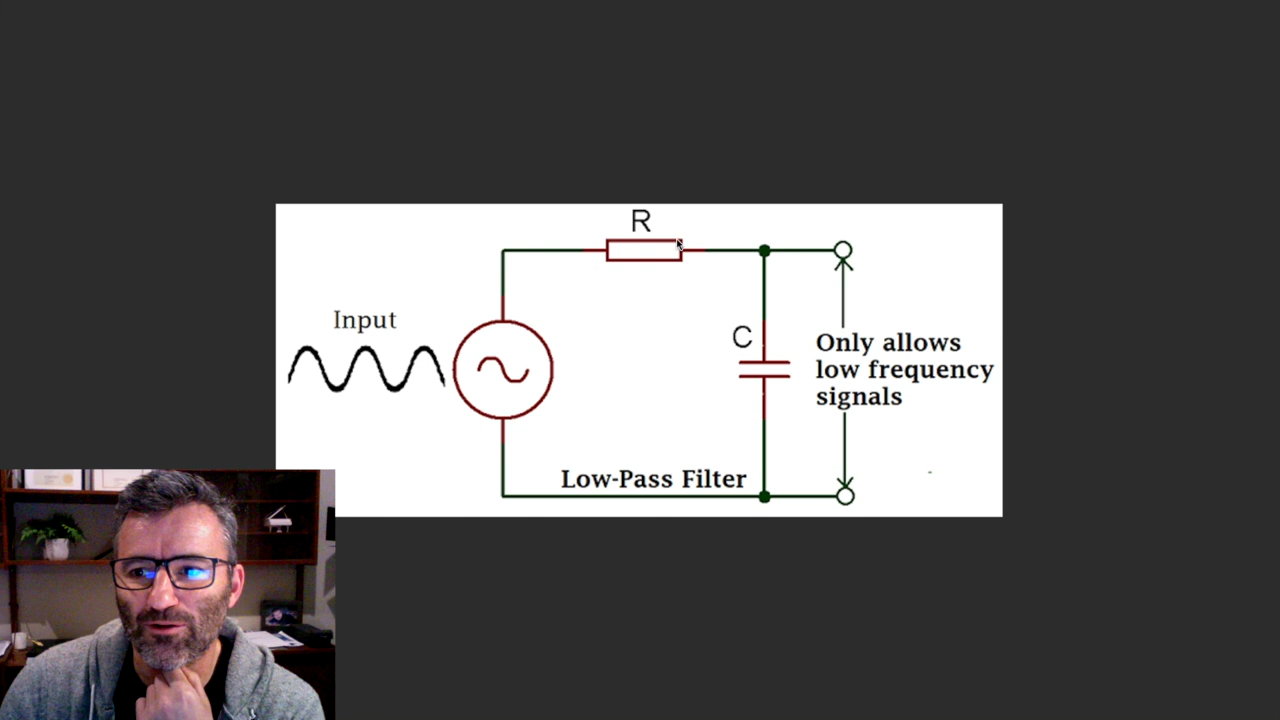 R
Input
C
Only allows
low frequency
signals
Low-Pass Filter